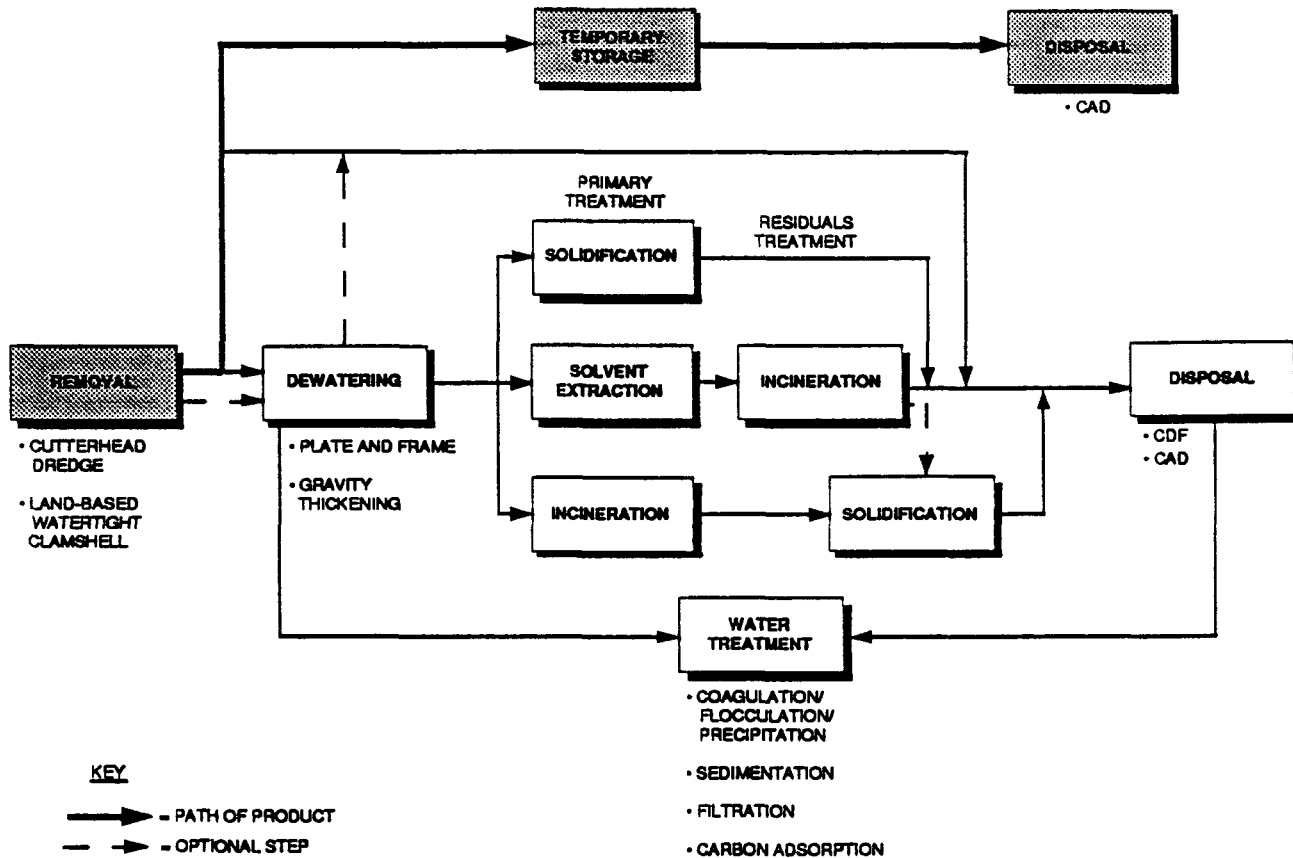 TEMPORARY
STORAGE
DISPOSAL
• CAD
PRIMARY
TREATMENT
RESIDUALS
TREATMENT
SOLIDIFICATION
REMOVAL
DEWATERING
SOLVENT
EXTRACTION
INCINERATION
DISPOSAL
• CUTTERHEAD
DREDGE
• LAND-BASED
WATERTIGHT
CLAMSHELL
• PLATE AND FRAME
• GRAVITY
THICKENING
• CDF
• CAD
INCINERATION
SOLIDIFICATION
WATER
TREATMENT
• COAGULATION/
FLOCCULATION/
PRECIPITATION
• SEDIMENTATION
• FILTRATION
• CARBON ADSORPTION
KEY
= PATH OF PRODUCT
= OPTIONAL STEP